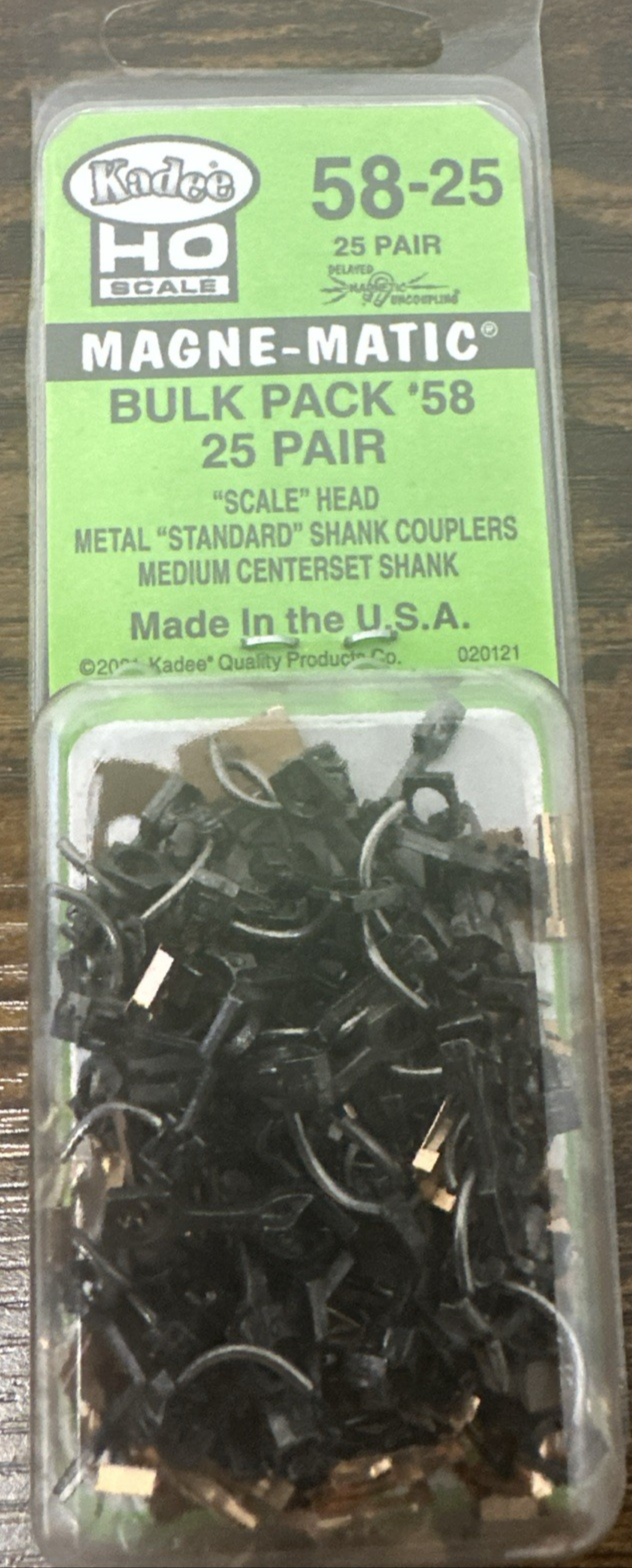 Kadee
HO
SCALE
58-25
25 PAIR
DELAYED
MAGNETIC
UNCOUPLING®
MAGNE-MATIC®
BULK PACK #58
25 PAIR
"SCALE" HEAD
METAL "STANDARD" SHANK COUPLERS
MEDIUM CENTERSET SHANK
Made In the U.S.A.
Kadee® Quality Products Co. 020121